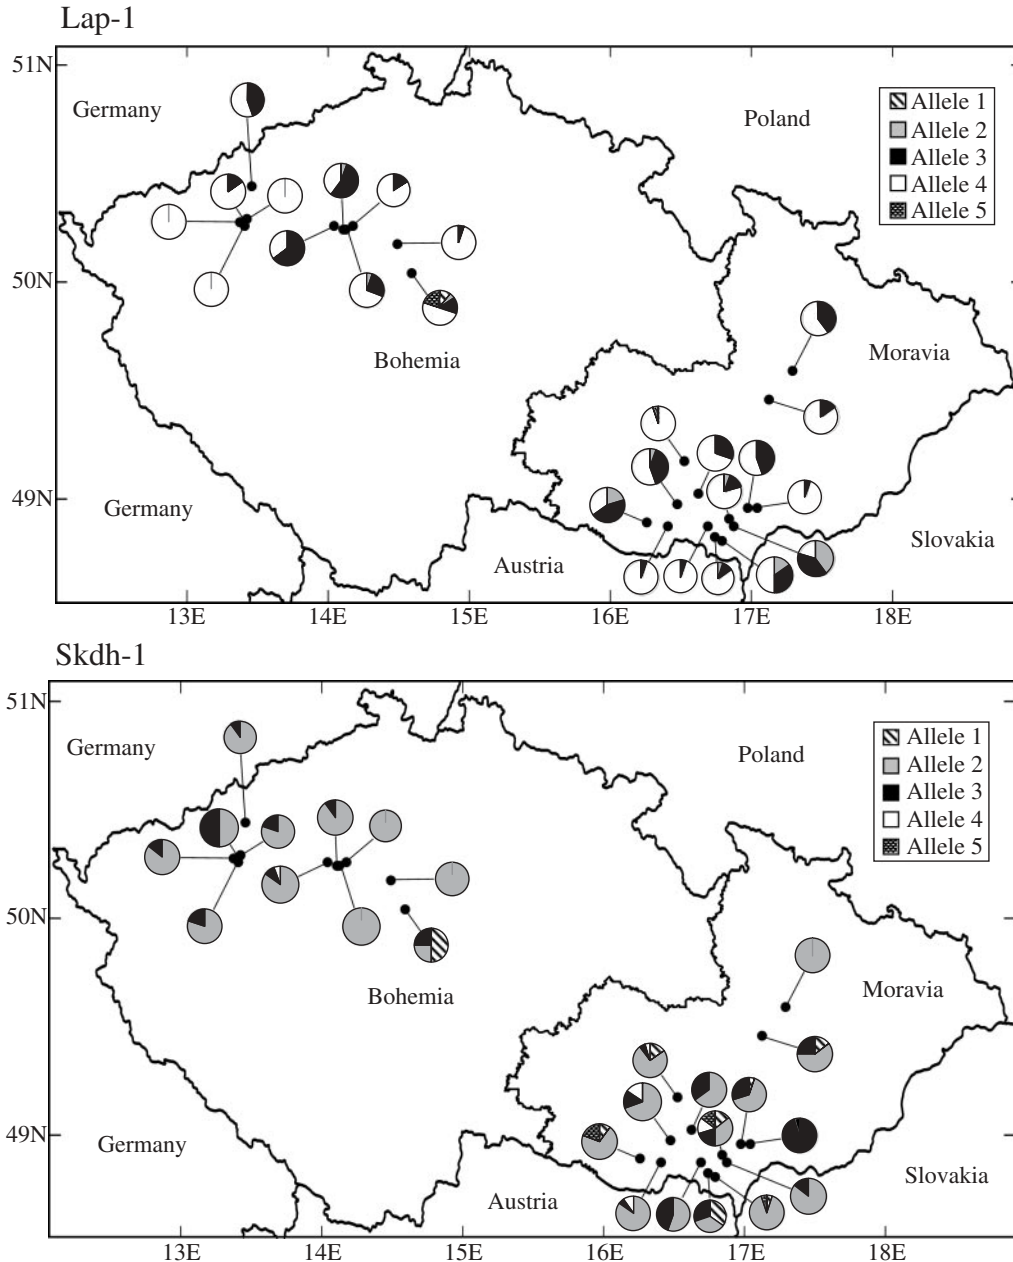 Lap-1
51N
Germany
Poland
Allele 1
Allele 2
Allele 3
Allele 4
Allele 5
50N
Bohemia
Moravia
49N
Germany
Austria
Slovakia
13E 14E 15E 16E 17E 18E
Skdh-1
51N
Germany
Poland
Allele 1
Allele 2
Allele 3
Allele 4
Allele 5
50N
Bohemia
Moravia
49N
Germany
Austria
Slovakia
13E 14E 15E 16E 17E 18E